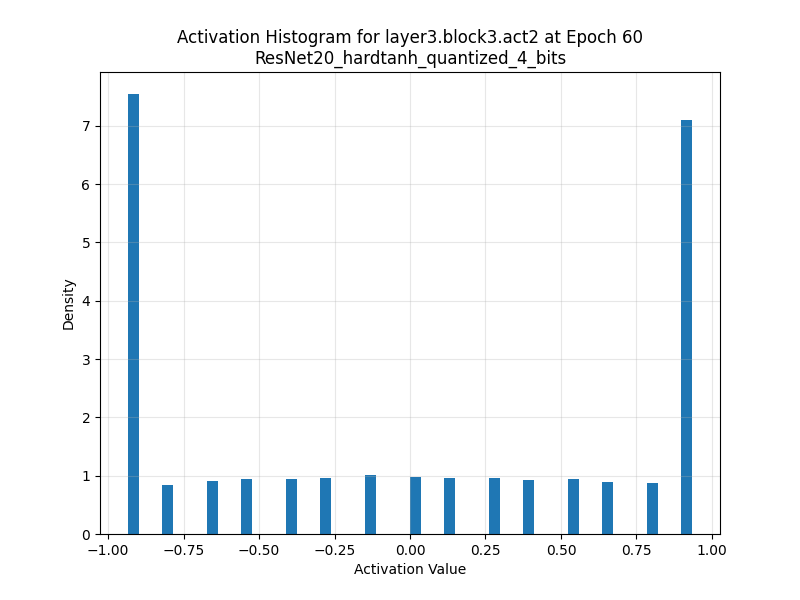 Activation Histogram for layer3.block3.act2 at Epoch 60
ResNet20_hardtanh_quantized_4_bits
Density
7
6
5
4
3
2
1
0
−1.00 −0.75 −0.50 −0.25 0.00 0.25 0.50 0.75 1.00
Activation Value